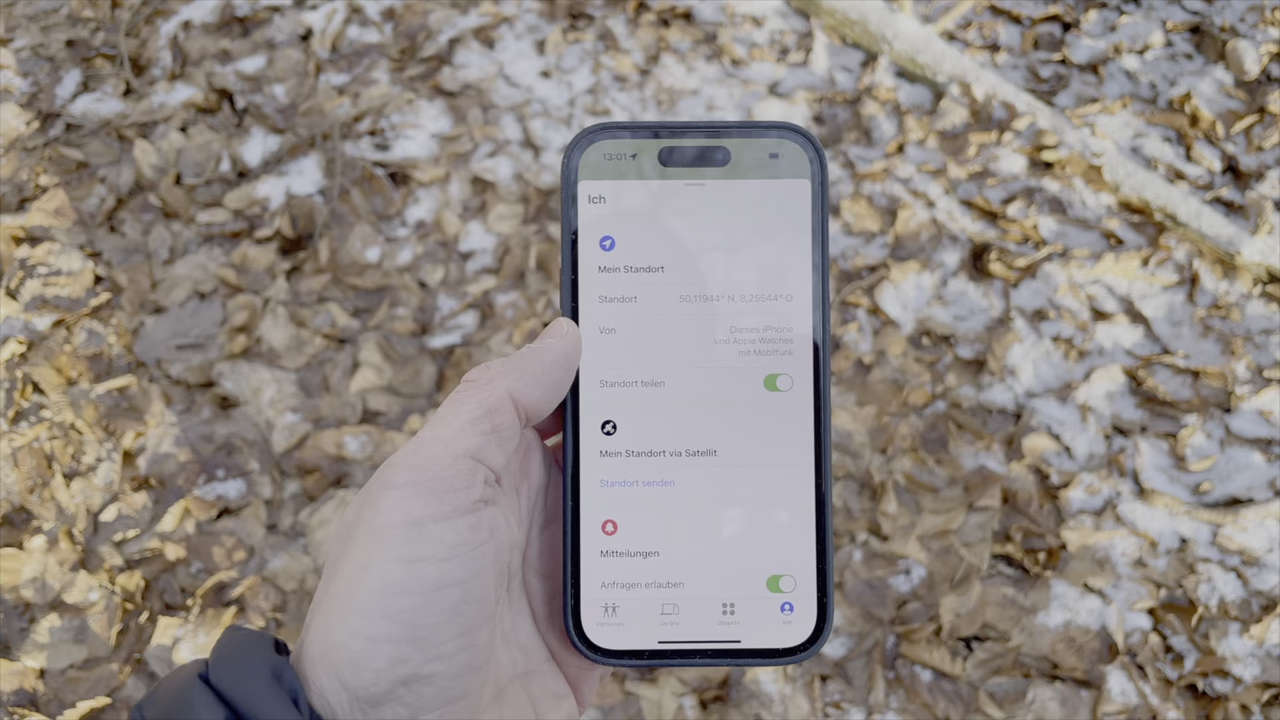 13:01
Ich
Mein Standort
Standort 50,11944° N, 8,25544° O
Von Dieses iPhone
und Apple Watches
mit Mobilfunk
Standort teilen
Mein Standort via Satellit
Standort senden
Mitteilungen
Anfragen erlauben
Personen Geräte Objekte Ich